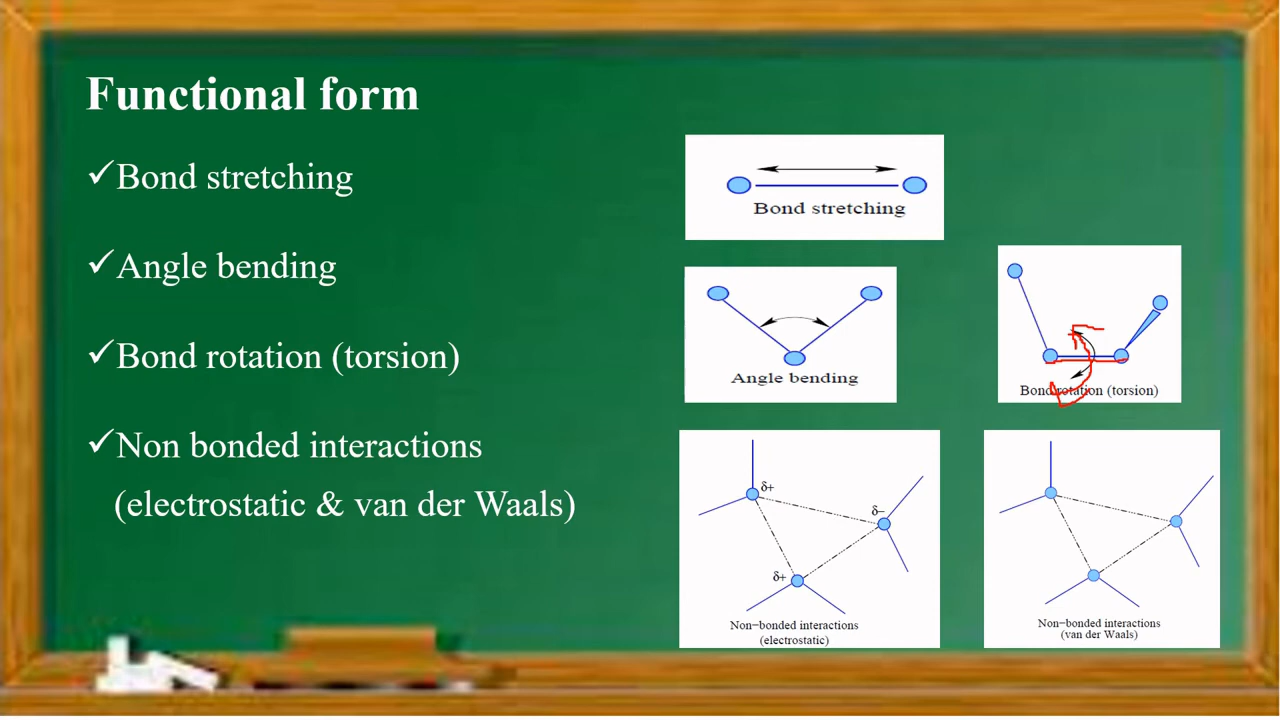 Functional form
✓Bond stretching
✓Angle bending
✓Bond rotation (torsion)
✓Non bonded interactions
(electrostatic & van der Waals)
Bond stretching
Angle bending
Bond rotation (torsion)
δ+
δ−
δ+
Non−bonded interactions
(electrostatic)
Non−bonded interactions
(van der Waals)